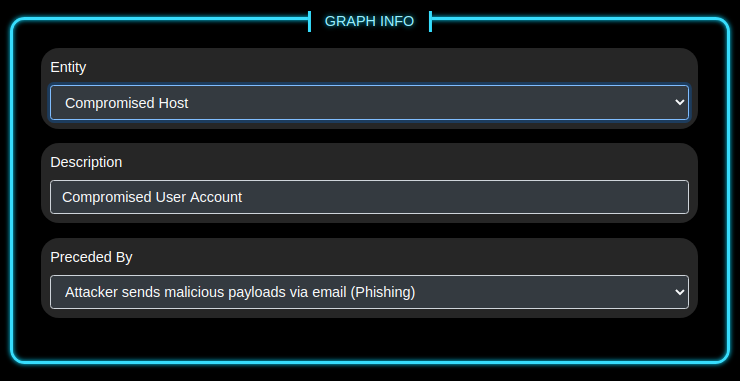 GRAPH INFO
Entity
Compromised Host
Description
Compromised User Account
Preceded By
Attacker sends malicious payloads via email (Phishing)